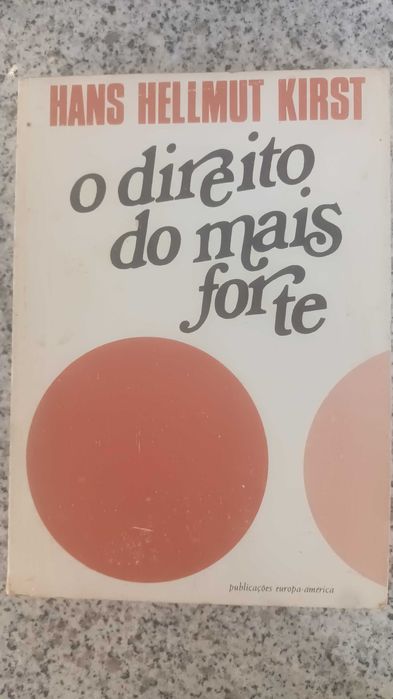 HANS HELLMUT KIRST
o direito
do mais
forte
publicações europa-américa